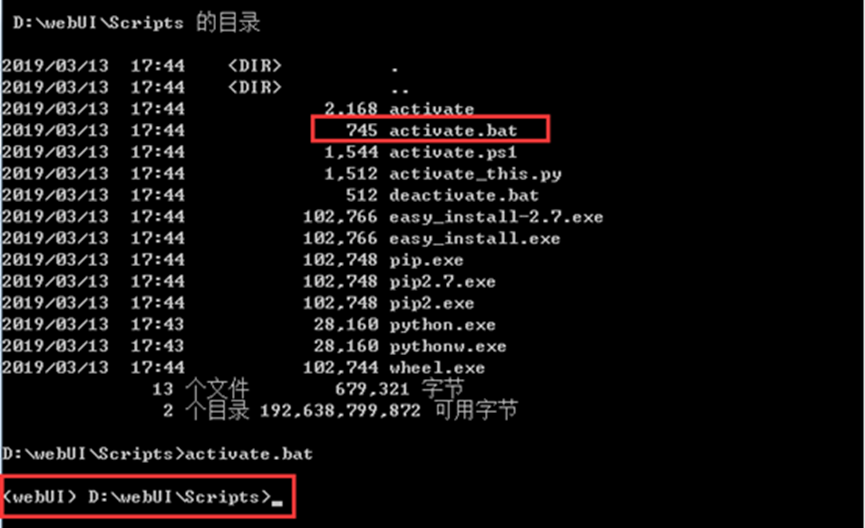 D:\webUI\Scripts 的目录
2019/03/13 17:44 <DIR> .
2019/03/13 17:44 <DIR> ..
2019/03/13 17:44 2,168 activate
2019/03/13 17:44 745 activate.bat
2019/03/13 17:44 1,544 activate.ps1
2019/03/13 17:44 1,512 activate_this.py
2019/03/13 17:44 512 deactivate.bat
2019/03/13 17:44 102,766 easy_install-2.7.exe
2019/03/13 17:44 102,766 easy_install.exe
2019/03/13 17:44 102,748 pip.exe
2019/03/13 17:44 102,748 pip2.7.exe
2019/03/13 17:44 102,748 pip2.exe
2019/03/13 17:43 28,160 python.exe
2019/03/13 17:43 28,160 pythonw.exe
2019/03/13 17:44 102,744 wheel.exe
13 个文件 679,321 字节
2 个目录 192,638,799,872 可用字节
D:\webUI\Scripts>activate.bat
(webUI) D:\webUI\Scripts>_